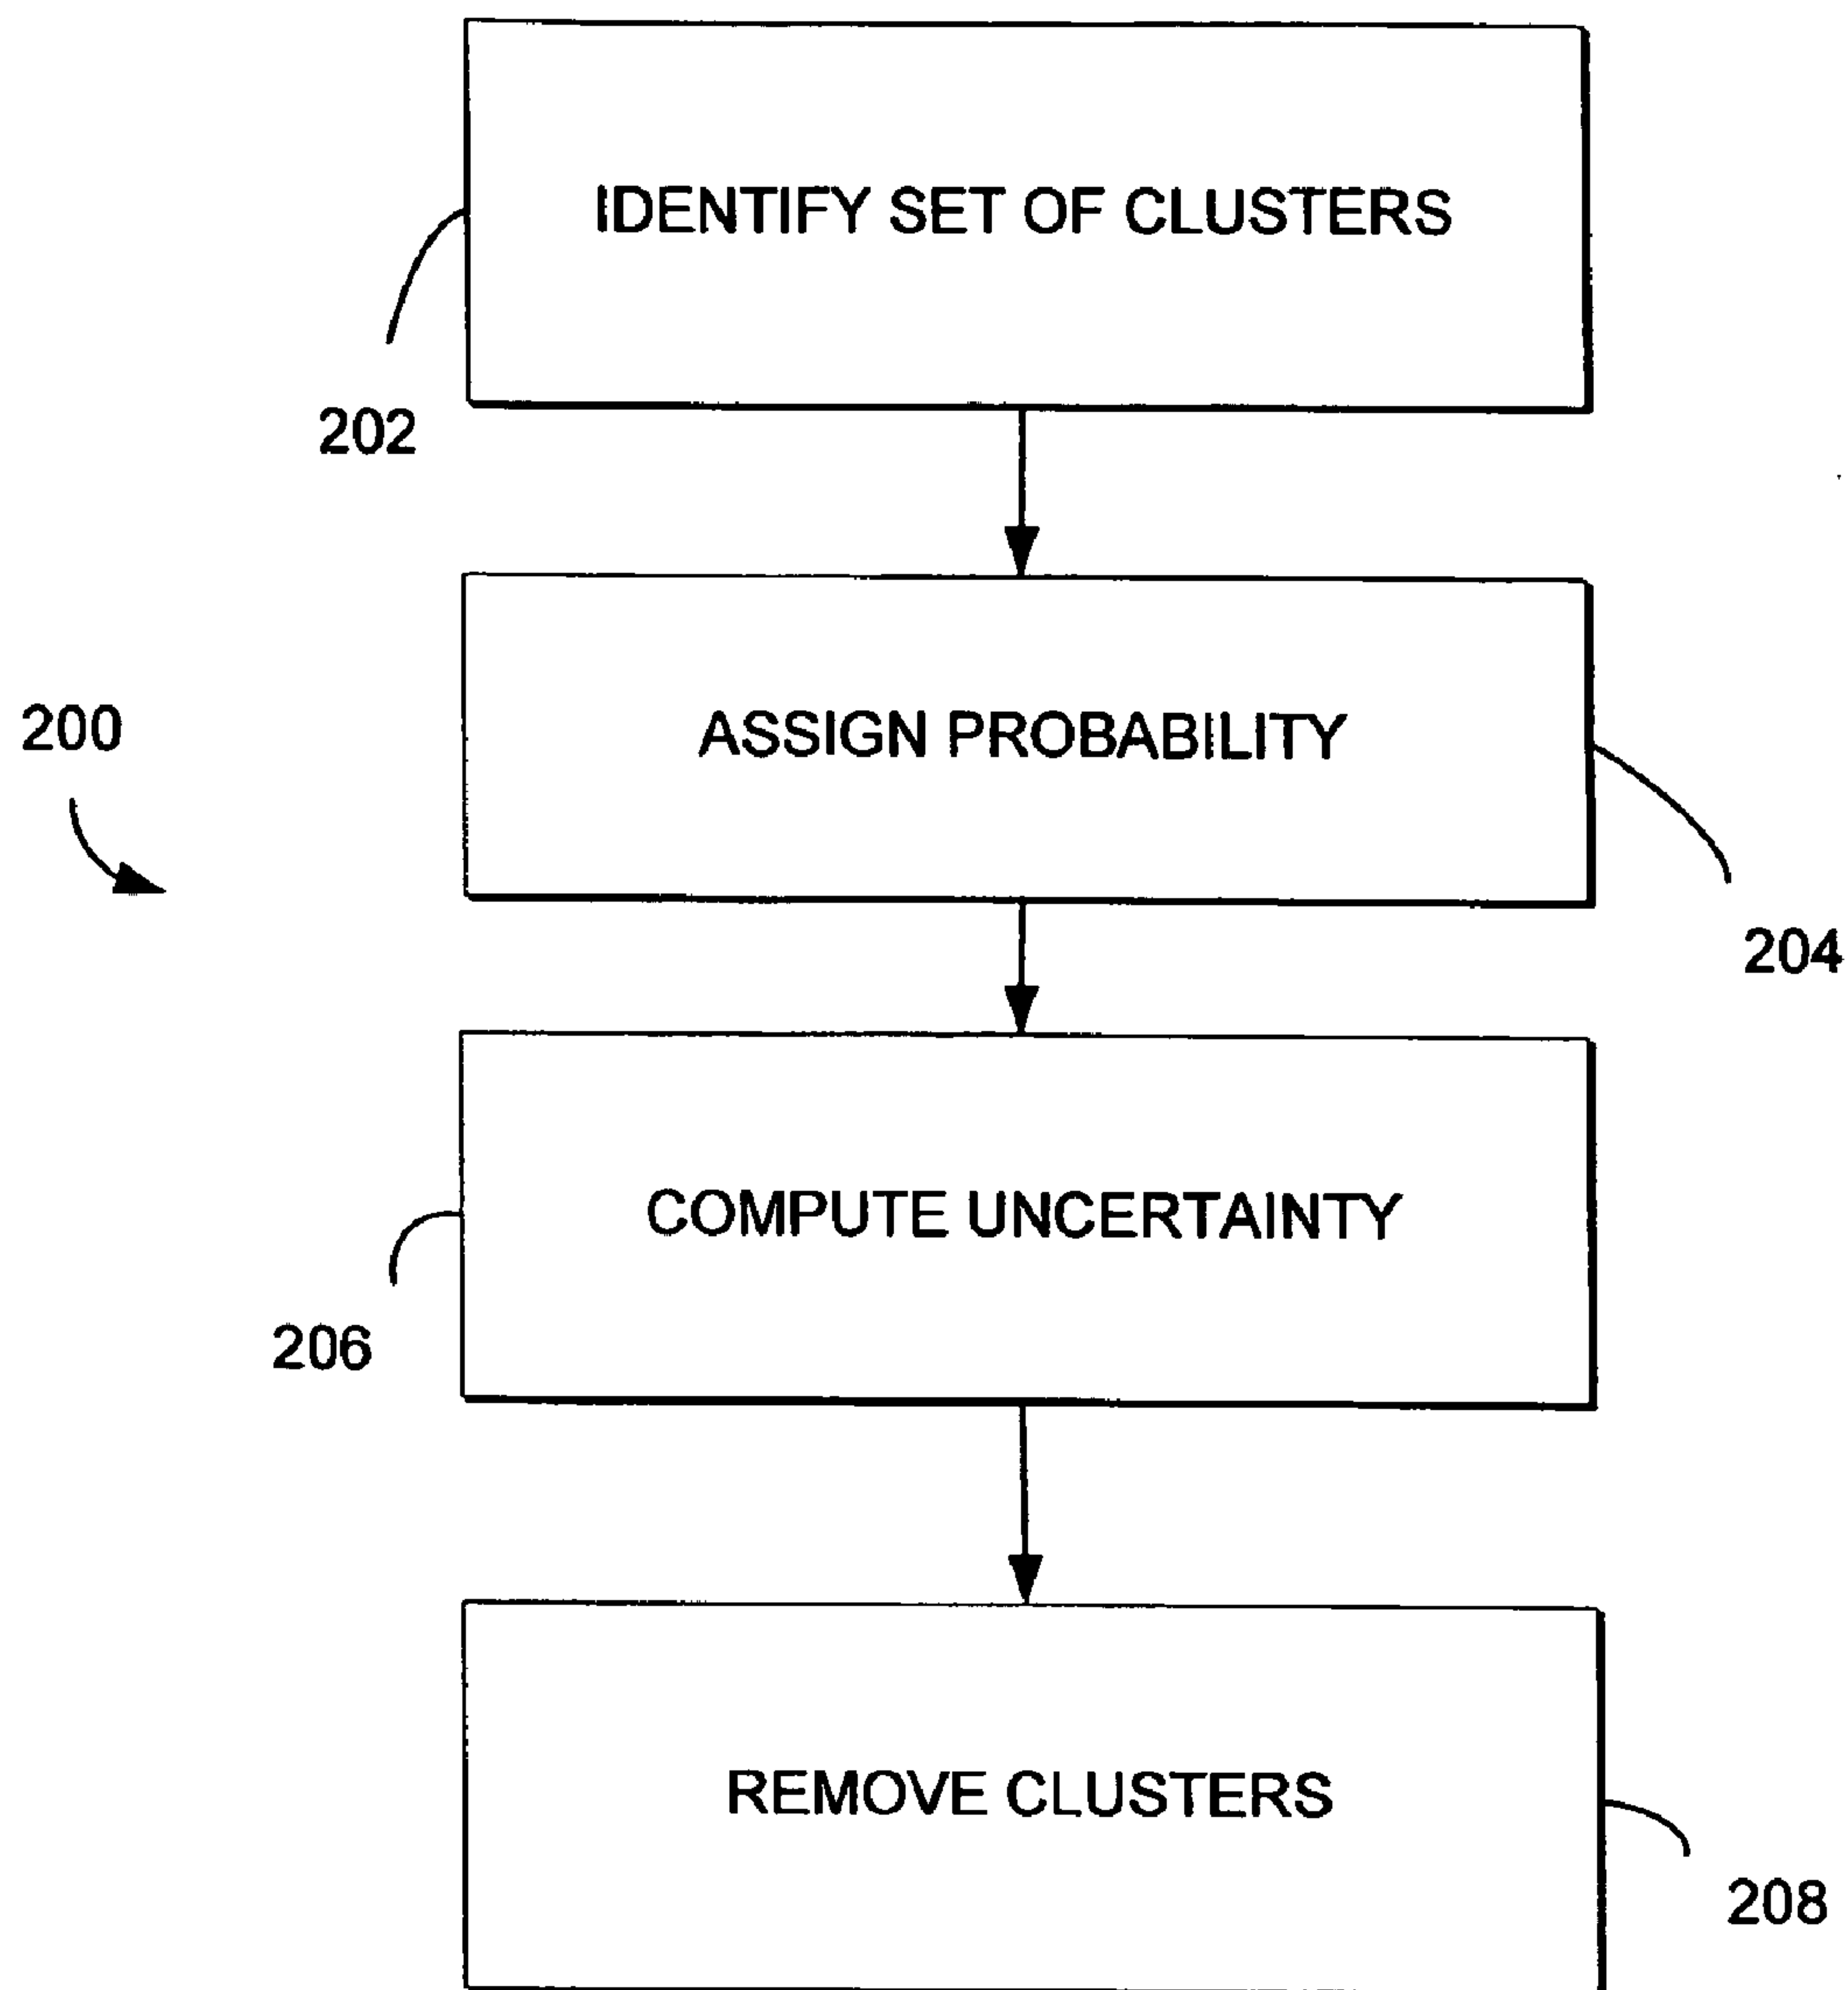 IDENTIFY SET OF CLUSTERS
202
ASSIGN PROBABILITY
200
204
COMPUTE UNCERTAINTY
206
REMOVE CLUSTERS
208